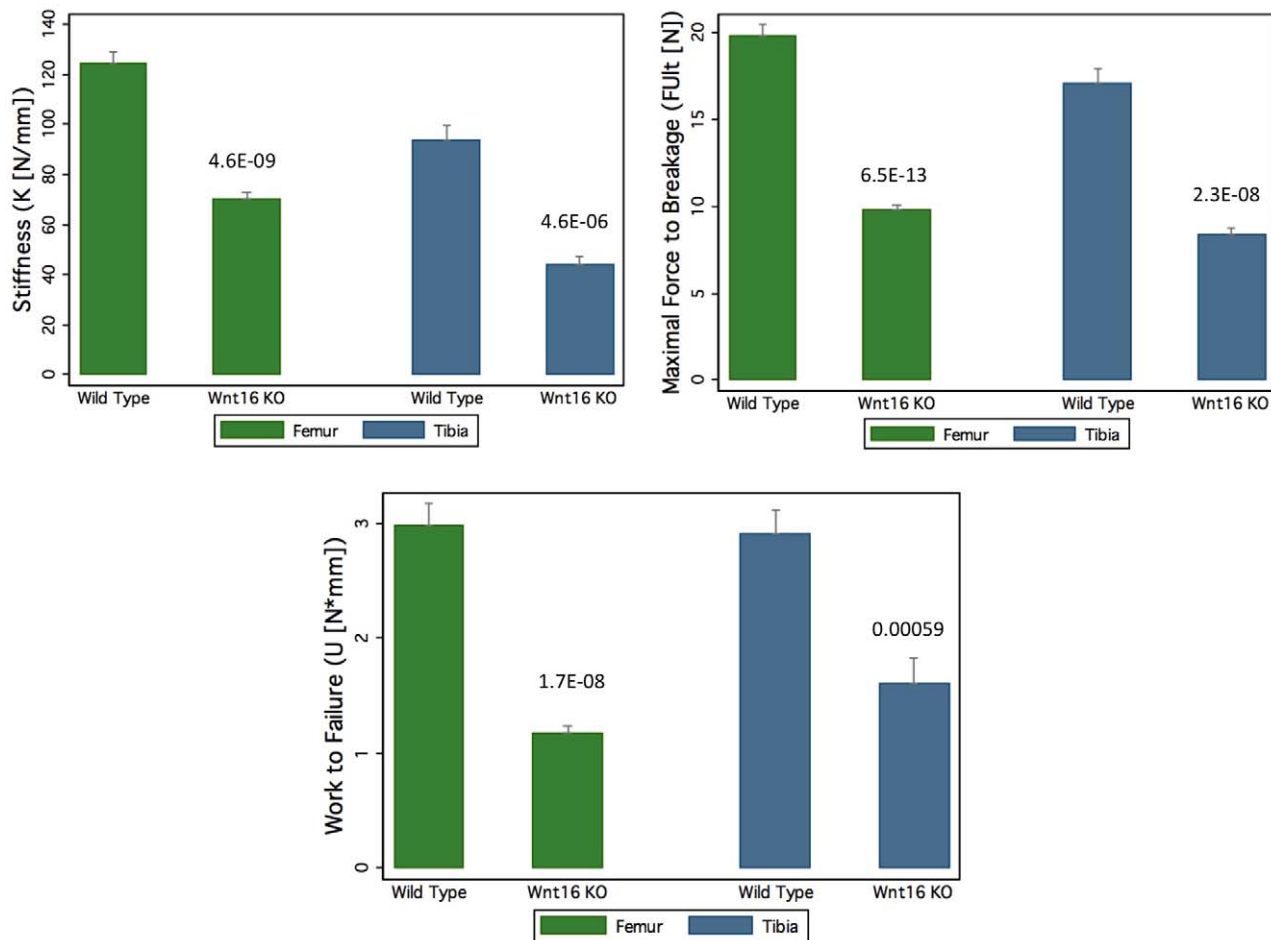 Stiffness (K [N/mm])
140
120
100
80
60
40
20
0
4.6E-09
4.6E-06
Wild Type Wnt16 KO Wild Type Wnt16 KO
Femur Tibia
Maximal Force to Breakage (FUlt [N])
20
15
10
5
0
6.5E-13
2.3E-08
Wild Type Wnt16 KO Wild Type Wnt16 KO
Femur Tibia
Work to Failure (U [N*mm])
3
2
1
0
1.7E-08
0.00059
Wild Type Wnt16 KO Wild Type Wnt16 KO
Femur Tibia